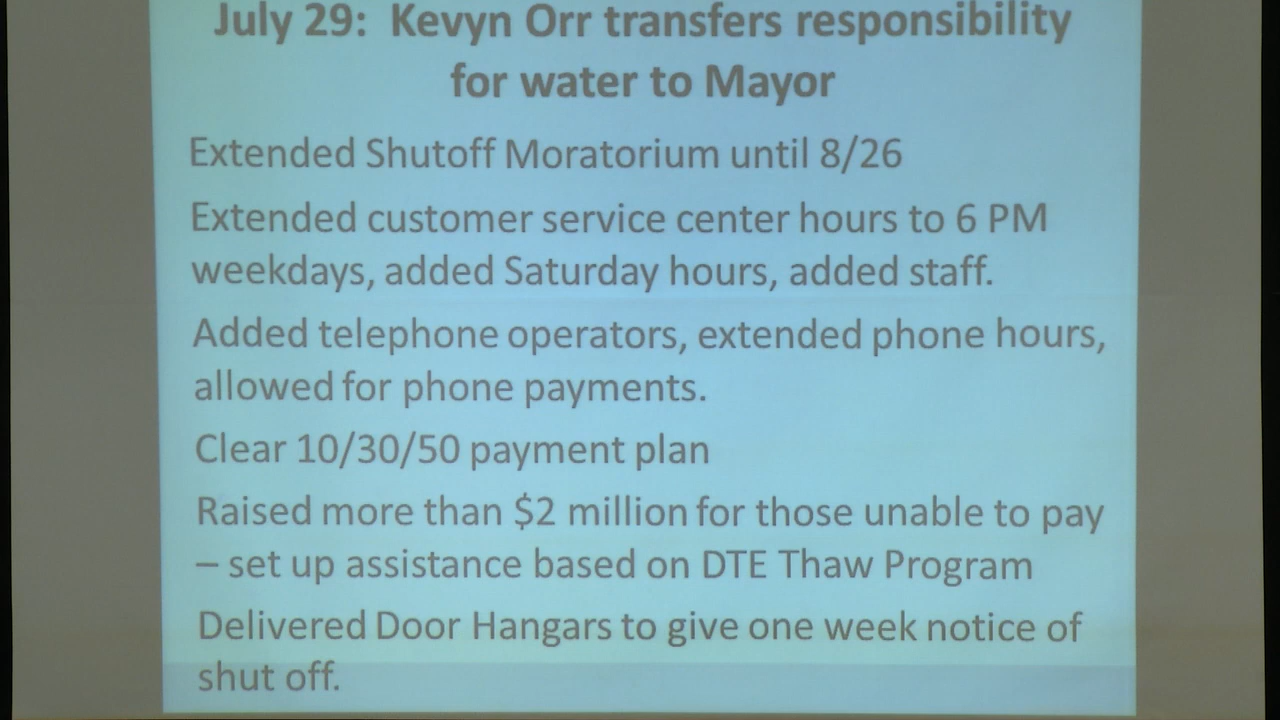 July 29:  Kevyn Orr transfers responsibility
for water to Mayor
Extended Shutoff Moratorium until 8/26
Extended customer service center hours to 6 PM
weekdays, added Saturday hours, added staff.
Added telephone operators, extended phone hours,
allowed for phone payments.
Clear 10/30/50 payment plan
Raised more than $2 million for those unable to pay
– set up assistance based on DTE Thaw Program
Delivered Door Hangars to give one week notice of
shut off.